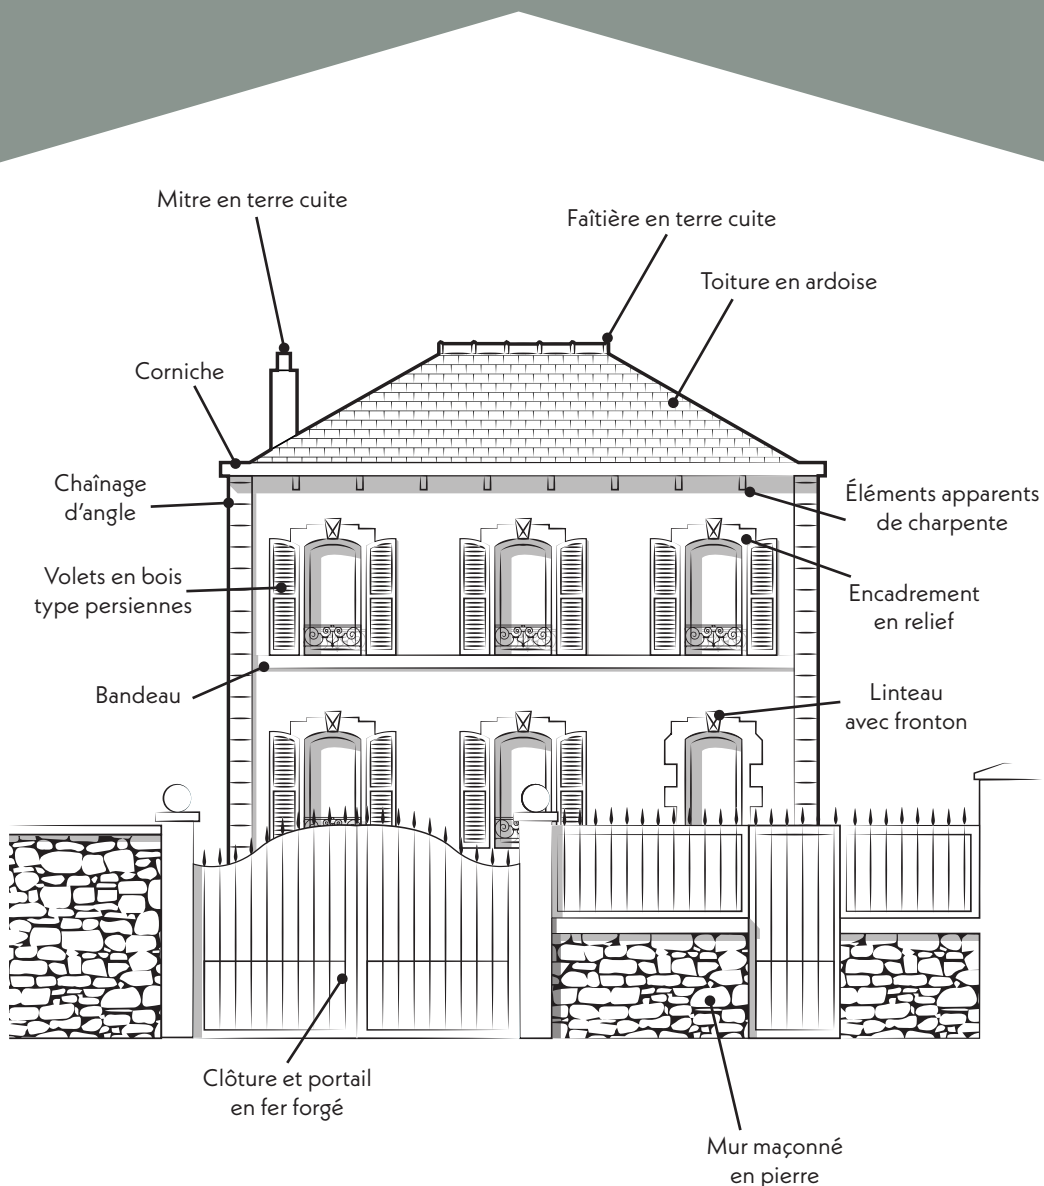 Mitre en terre cuite
Faîtière en terre cuite
Toiture en ardoise
Corniche
Chaînage
d'angle
Éléments apparents
de charpente
Volets en bois
type persiennes
Encadrement
en relief
Bandeau
Linteau
avec fronton
Clôture et portail
en fer forgé
Mur maçonné
en pierre